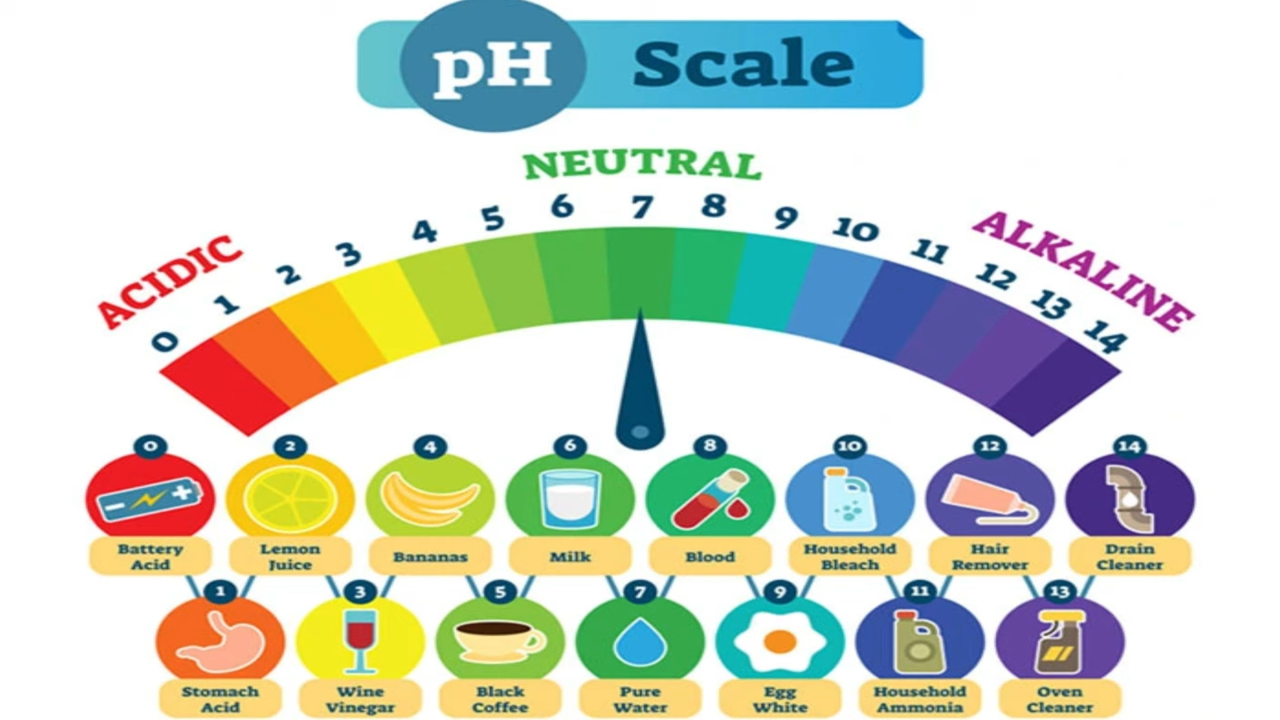 pH Scale
NEUTRAL
ACIDIC
ALKALINE
0 1 2 3 4 5 6 7 8 9 10 11 12 13 14
0
Battery
Acid
2
Lemon
Juice
4
Bananas
6
Milk
8
Blood
10
Household
Bleach
12
Hair
Remover
14
Drain
Cleaner
1
Stomach
Acid
3
Wine
Vinegar
5
Black
Coffee
7
Pure
Water
9
Egg
White
11
Household
Ammonia
13
Oven
Cleaner